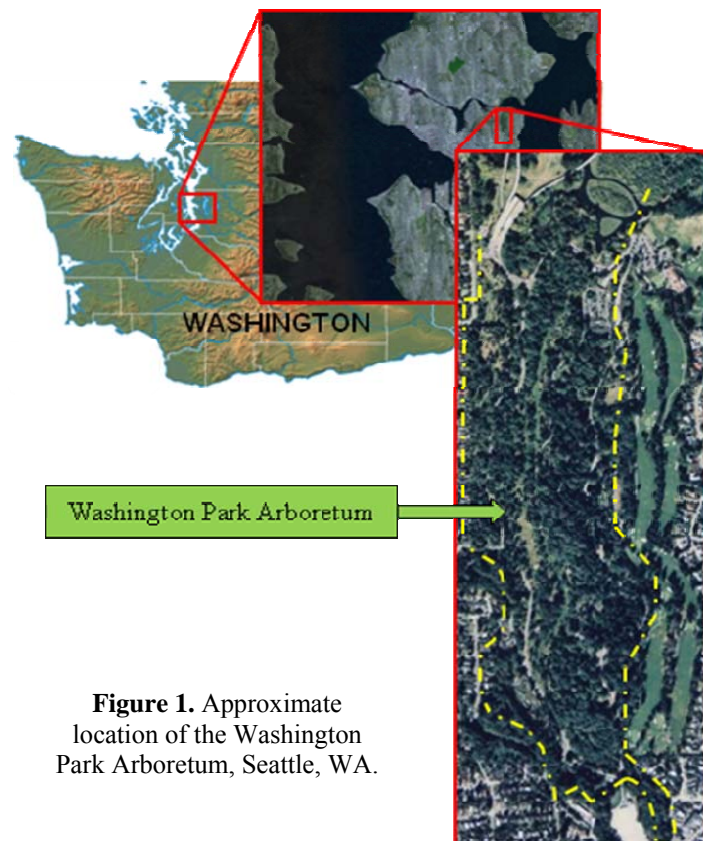 WASHINGTON
Washington Park Arboretum
Figure 1. Approximate
location of the Washington
Park Arboretum, Seattle, WA.